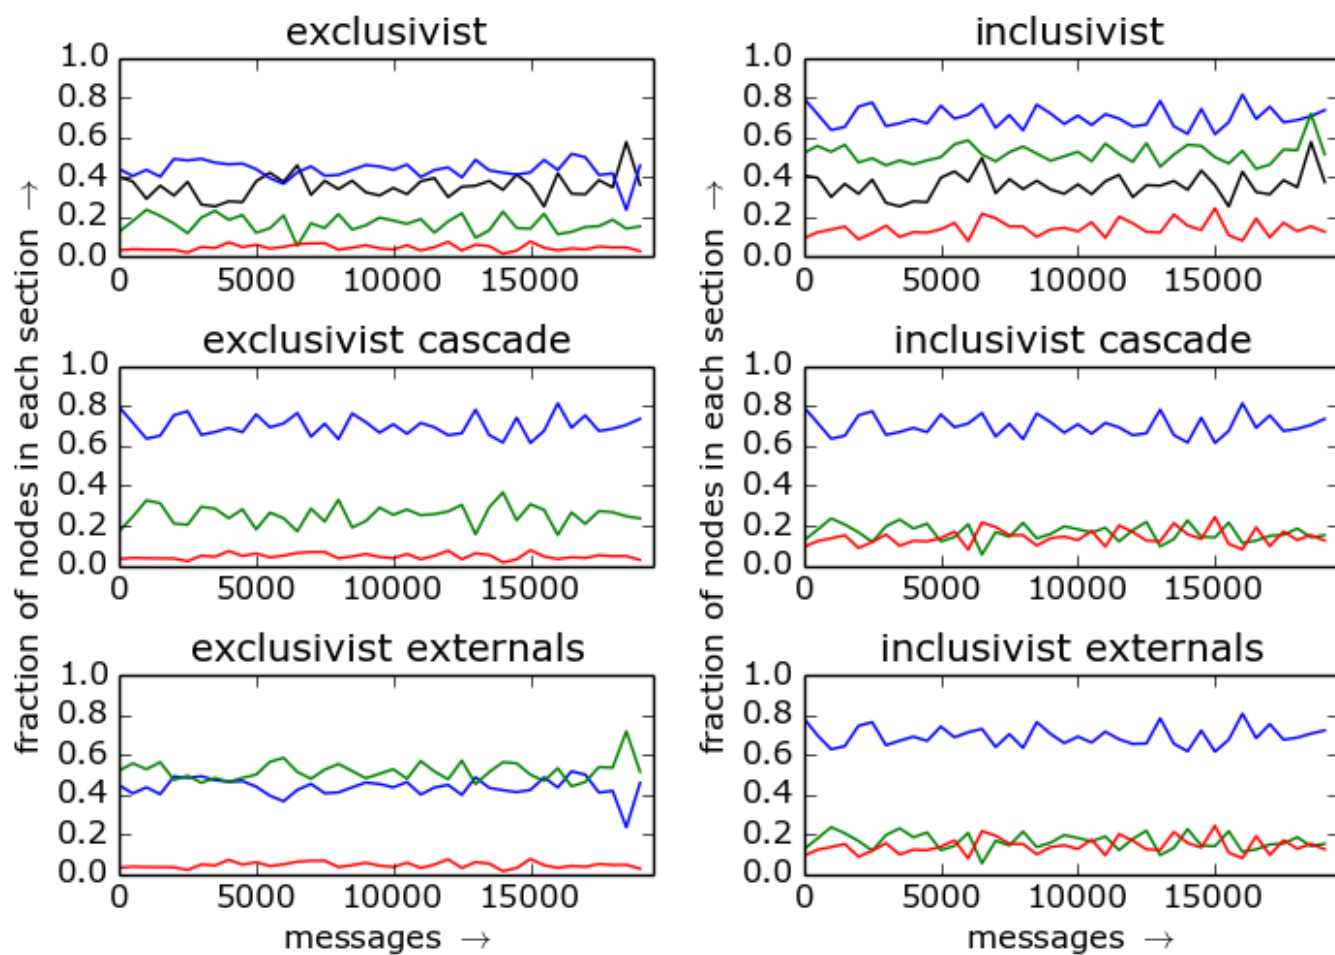 exclusivist
1.0
0.8
0.6
0.4
0.2
0.0
0 5000 10000 15000
inclusivist
1.0
0.8
0.6
0.4
0.2
0.0
0 5000 10000 15000
exclusivist cascade
1.0
0.8
0.6
0.4
0.2
0.0
0 5000 10000 15000
inclusivist cascade
1.0
0.8
0.6
0.4
0.2
0.0
0 5000 10000 15000
exclusivist externals
1.0
0.8
0.6
0.4
0.2
0.0
0 5000 10000 15000
messages →
inclusivist externals
1.0
0.8
0.6
0.4
0.2
0.0
0 5000 10000 15000
messages →
fraction of nodes in each section →
fraction of nodes in each section →